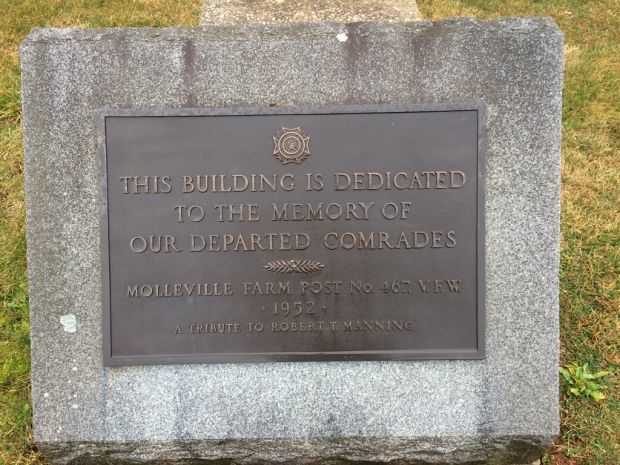 THIS BUILDING IS DEDICATED
TO THE MEMORY OF
OUR DEPARTED COMRADES
MOLLEVILLE FARM POST No. 467, V.F.W.
· 1952 ·
A TRIBUTE TO ROBERT T. MANNING